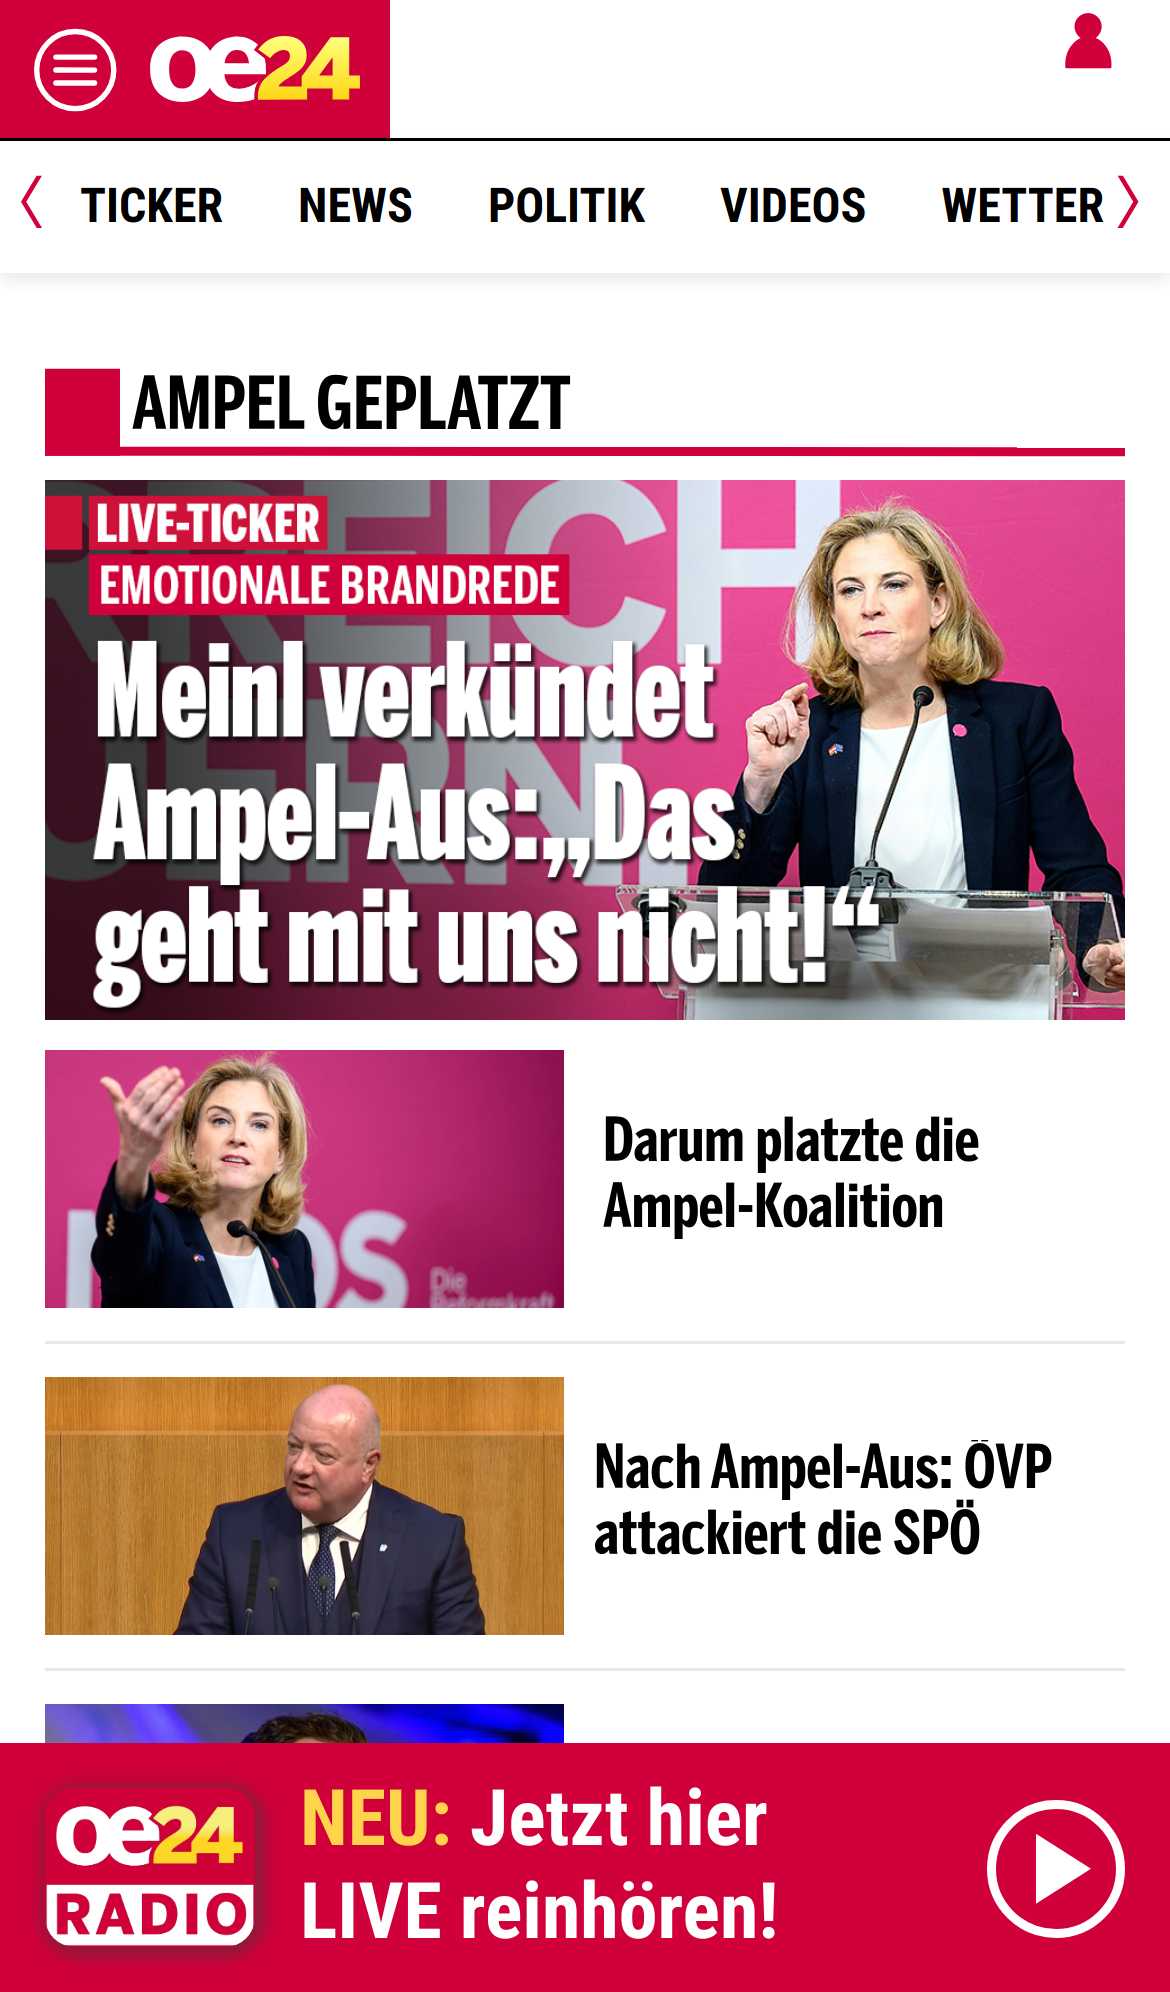 oe24
TICKER NEWS POLITIK VIDEOS WETTER
AMPEL GEPLATZT
LIVE-TICKER
EMOTIONALE BRANDREDE
Meinl verkündet
Ampel-Aus:„Das
geht mit uns nicht!“
Darum platzte die
Ampel-Koalition
Die
Reformkraft
Nach Ampel-Aus: ÖVP
attackiert die SPÖ
oe24
RADIO
NEU: Jetzt hier
LIVE reinhören!